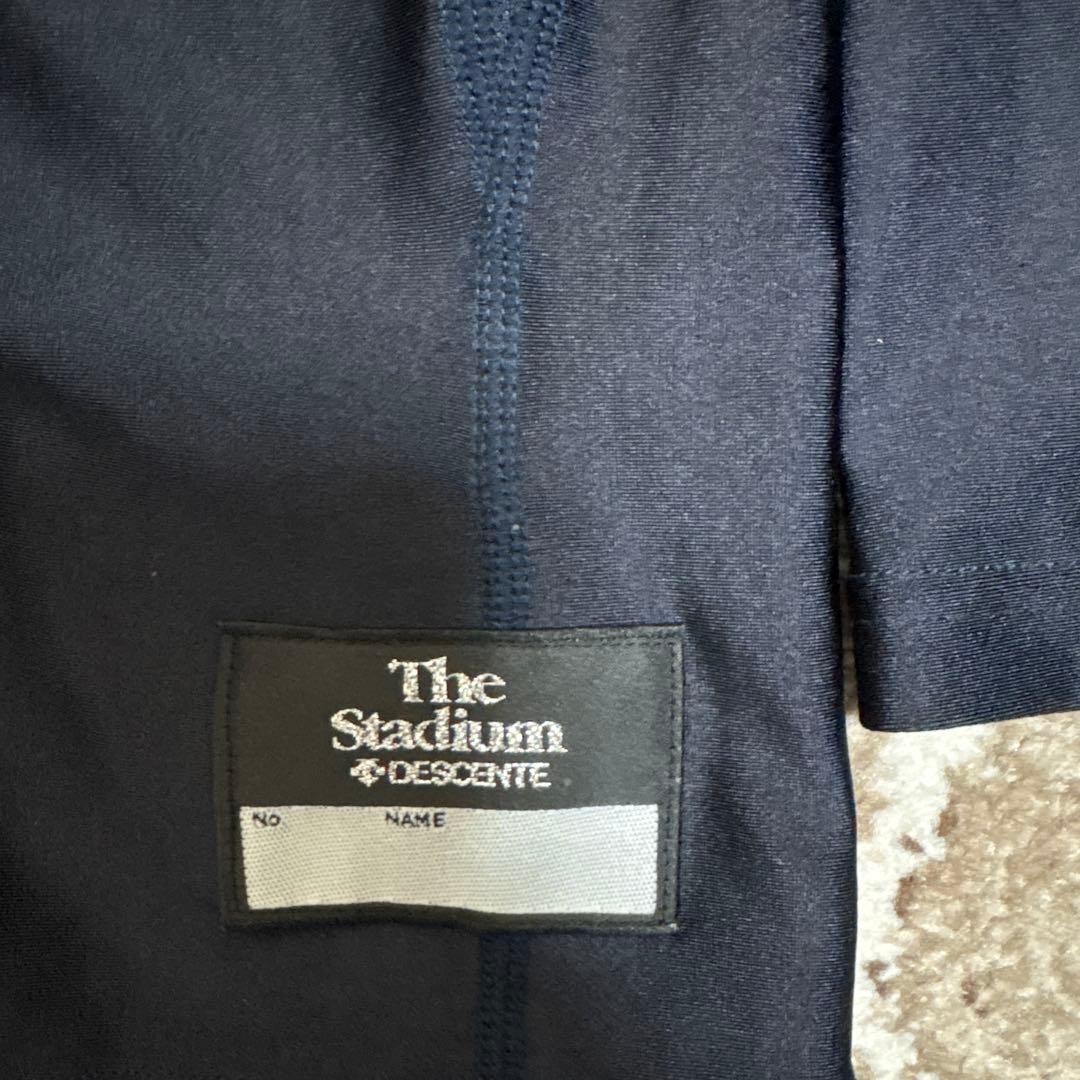 The
Stadium
DESCENTE
No. NAME